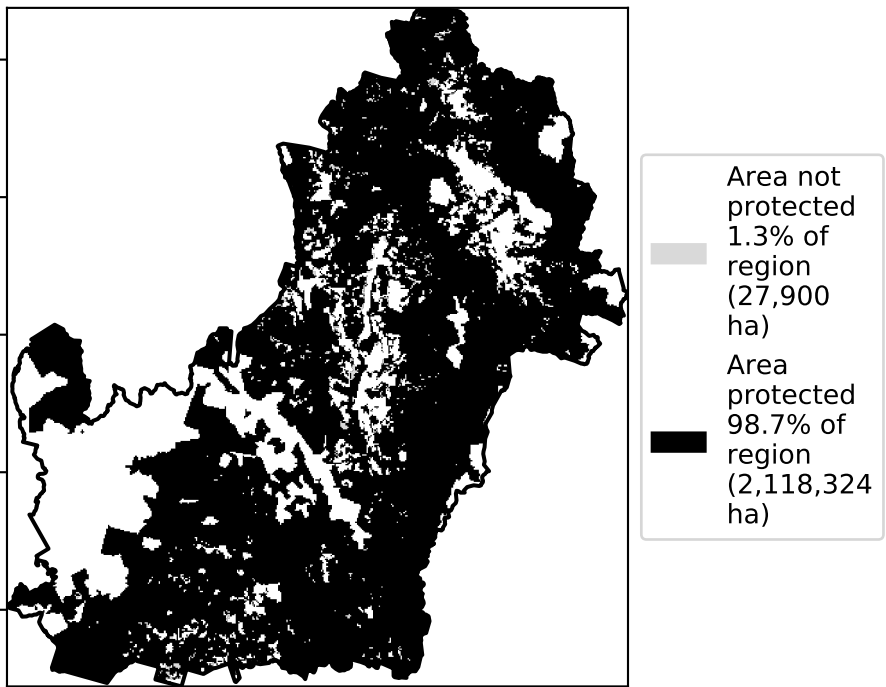 Area not
protected
1.3% of
region
(27,900
ha)
Area
protected
98.7% of
region
(2,118,324
ha)